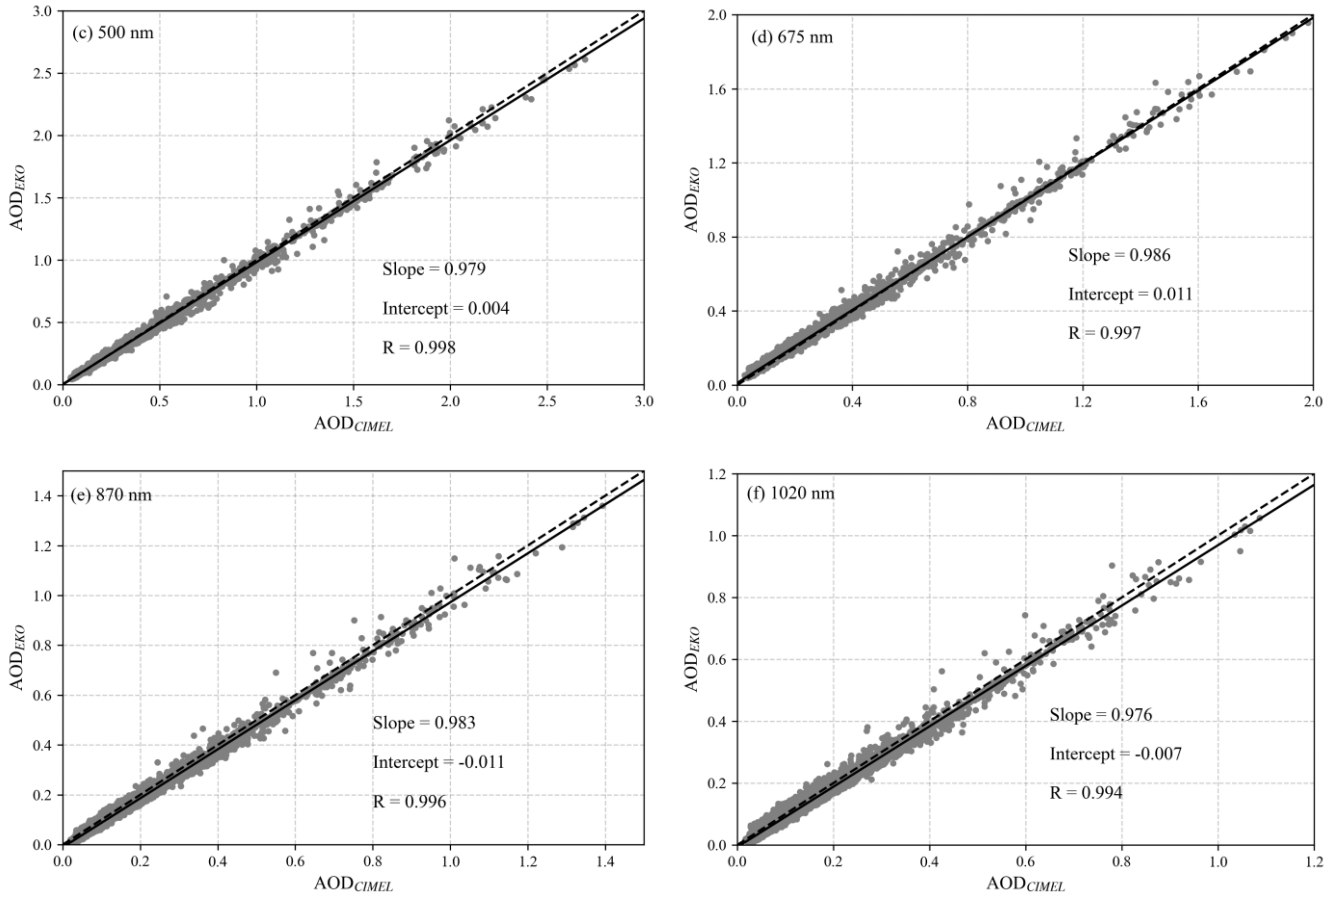 (c) 500 nm
3.0
2.5
2.0
1.5
1.0
0.5
0.0
AOD_EKO
Slope = 0.979
Intercept = 0.004
R = 0.998
0.0 0.5 1.0 1.5 2.0 2.5 3.0
AOD_CIMEL
(d) 675 nm
2.0
1.6
1.2
0.8
0.4
0.0
AOD_EKO
Slope = 0.986
Intercept = 0.011
R = 0.997
0.0 0.4 0.8 1.2 1.6 2.0
AOD_CIMEL
(e) 870 nm
1.4
1.2
1.0
0.8
0.6
0.4
0.2
0.0
AOD_EKO
Slope = 0.983
Intercept = -0.011
R = 0.996
0.0 0.2 0.4 0.6 0.8 1.0 1.2 1.4
AOD_CIMEL
(f) 1020 nm
1.2
1.0
0.8
0.6
0.4
0.2
0.0
AOD_EKO
Slope = 0.976
Intercept = -0.007
R = 0.994
0.0 0.2 0.4 0.6 0.8 1.0 1.2
AOD_CIMEL